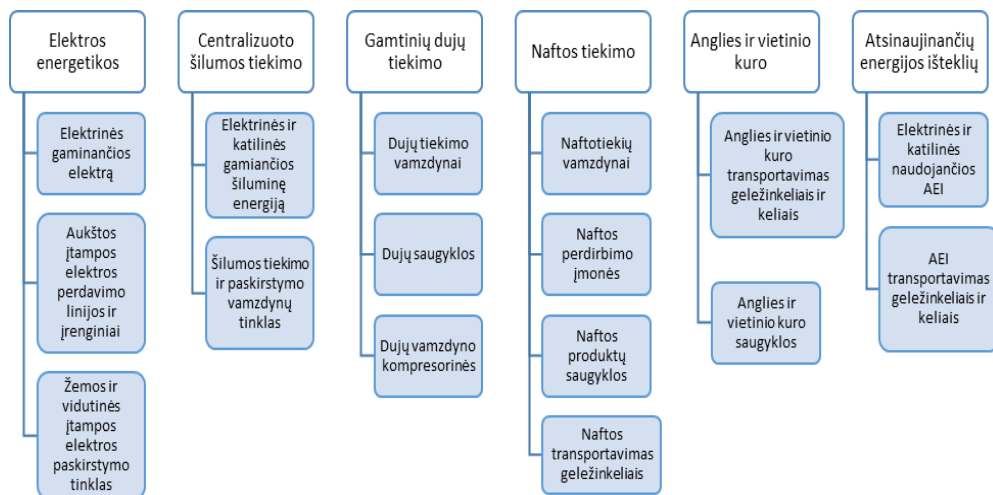 Elektros
energetikos
Elektrinės
gaminančios
elektrą
Aukštos
įtampos
elektros
perdavimo
linijos ir
įrenginiai
Žemos ir
vidutinės
įtampos
elektros
paskirstymo
tinklas
Centralizuoto
šilumos tiekimo
Elektrinės ir
katilinės
gamiančios
šiluminę
energiją
Šilumos tiekimo
ir paskirstymo
vamzdynų
tinklas
Gamtinių dujų
tiekimo
Dujų tiekimo
vamzdynai
Dujų saugyklos
Dujų vamzdyno
kompresorinės
Naftos tiekimo
Naftotiekių
vamzdynai
Naftos
perdirbimo
įmonės
Naftos
produktų
saugyklos
Naftos
transportavimas
geležinkeliais
Anglies ir vietinio
kuro
Anglies ir vietinio
kuro
transportavimas
geležinkeliais ir
keliais
Anglies ir
vietinio kuro
saugyklos
Atsinaujinančių
energijos išteklių
Elektrinės ir
katilinės
naudojančios
AEI
AEI
transportavimas
geležinkeliais ir
keliais